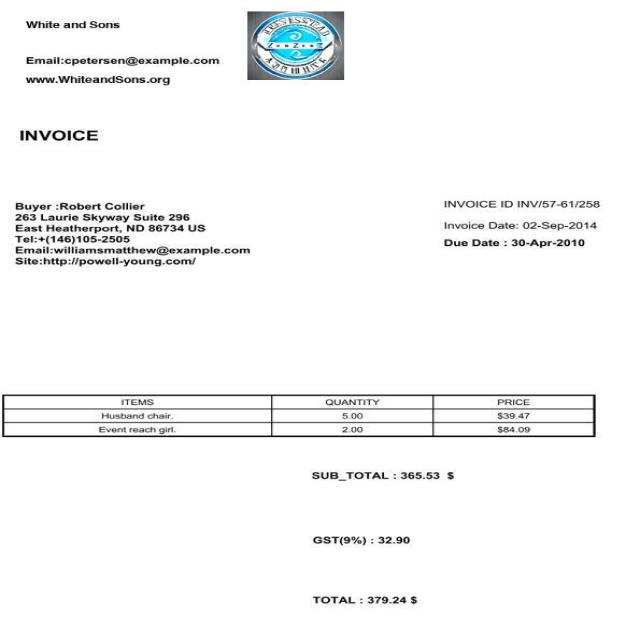 White and Sons
Email:cpetersen@example.com
www.WhiteandSons.org
INVOICE
Buyer :Robert Collier
263 Laurie Skyway Suite 296
East Heatherport, ND 86734 US
Tel:+(146)105-2505
Email:williamsmatthew@example.com
Site:http://powell-young.com/
INVOICE ID INV/57-61/258
Invoice Date: 02-Sep-2014
Due Date : 30-Apr-2010
ITEMS QUANTITY PRICE
Husband chair. 5.00 $39.47
Event reach girl. 2.00 $84.09
SUB_TOTAL : 365.53 $
GST(9%) : 32.90
TOTAL : 379.24 $